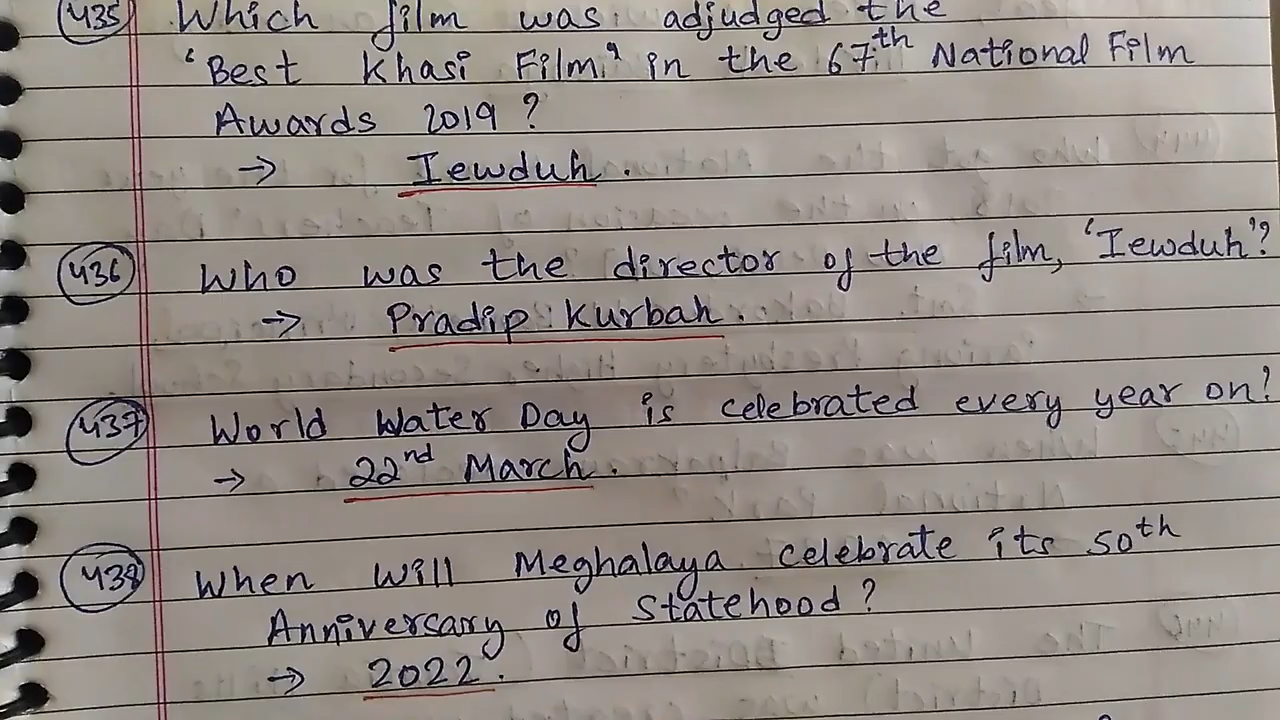 435 Which film was adjudged the
'Best Khasi Film' in the 67th National Film
Awards 2019?
→ Iewduh.
436 Who was the director of the film, 'Iewduh'?
→ Pradip Kurbah.
437 World Water Day is celebrated every year on?
→ 22nd March.
438 When will Meghalaya celebrate its 50th
Anniversary of Statehood?
→ 2022.